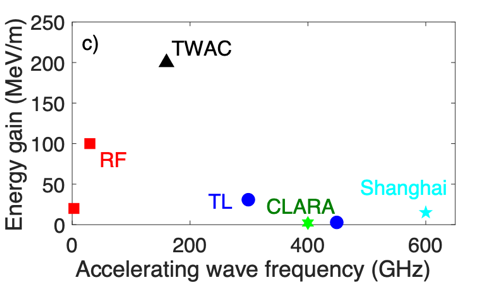 c)
TWAC
RF
TL
CLARA
Shanghai
Energy gain (MeV/m)
250
200
150
100
50
0
0
200
400
600
Accelerating wave frequency (GHz)